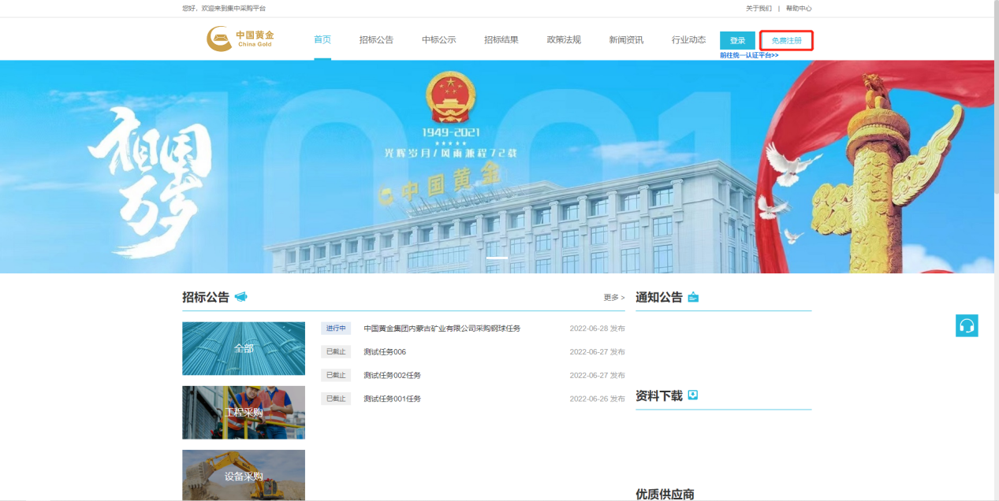 您好，欢迎来到集中采购平台
关于我们 | 帮助中心
中国黄金
China Gold
首页 招标公告 中标公示 招标结果 政策法规 新闻资讯 行业动态 登录 免费注册
前往统一认证平台>>
10 01
祖国
万岁
1949-2021
光辉岁月/风雨兼程72载
中国黄金
招标公告 更多 >
通知公告
全部
进行中 中国黄金集团内蒙古矿业有限公司采购钢球任务 2022-06-28 发布
已截止 测试任务006 2022-06-27 发布
已截止 测试任务002任务 2022-06-27 发布
已截止 测试任务001任务 2022-06-26 发布
资料下载
工程采购
设备采购
优质供应商